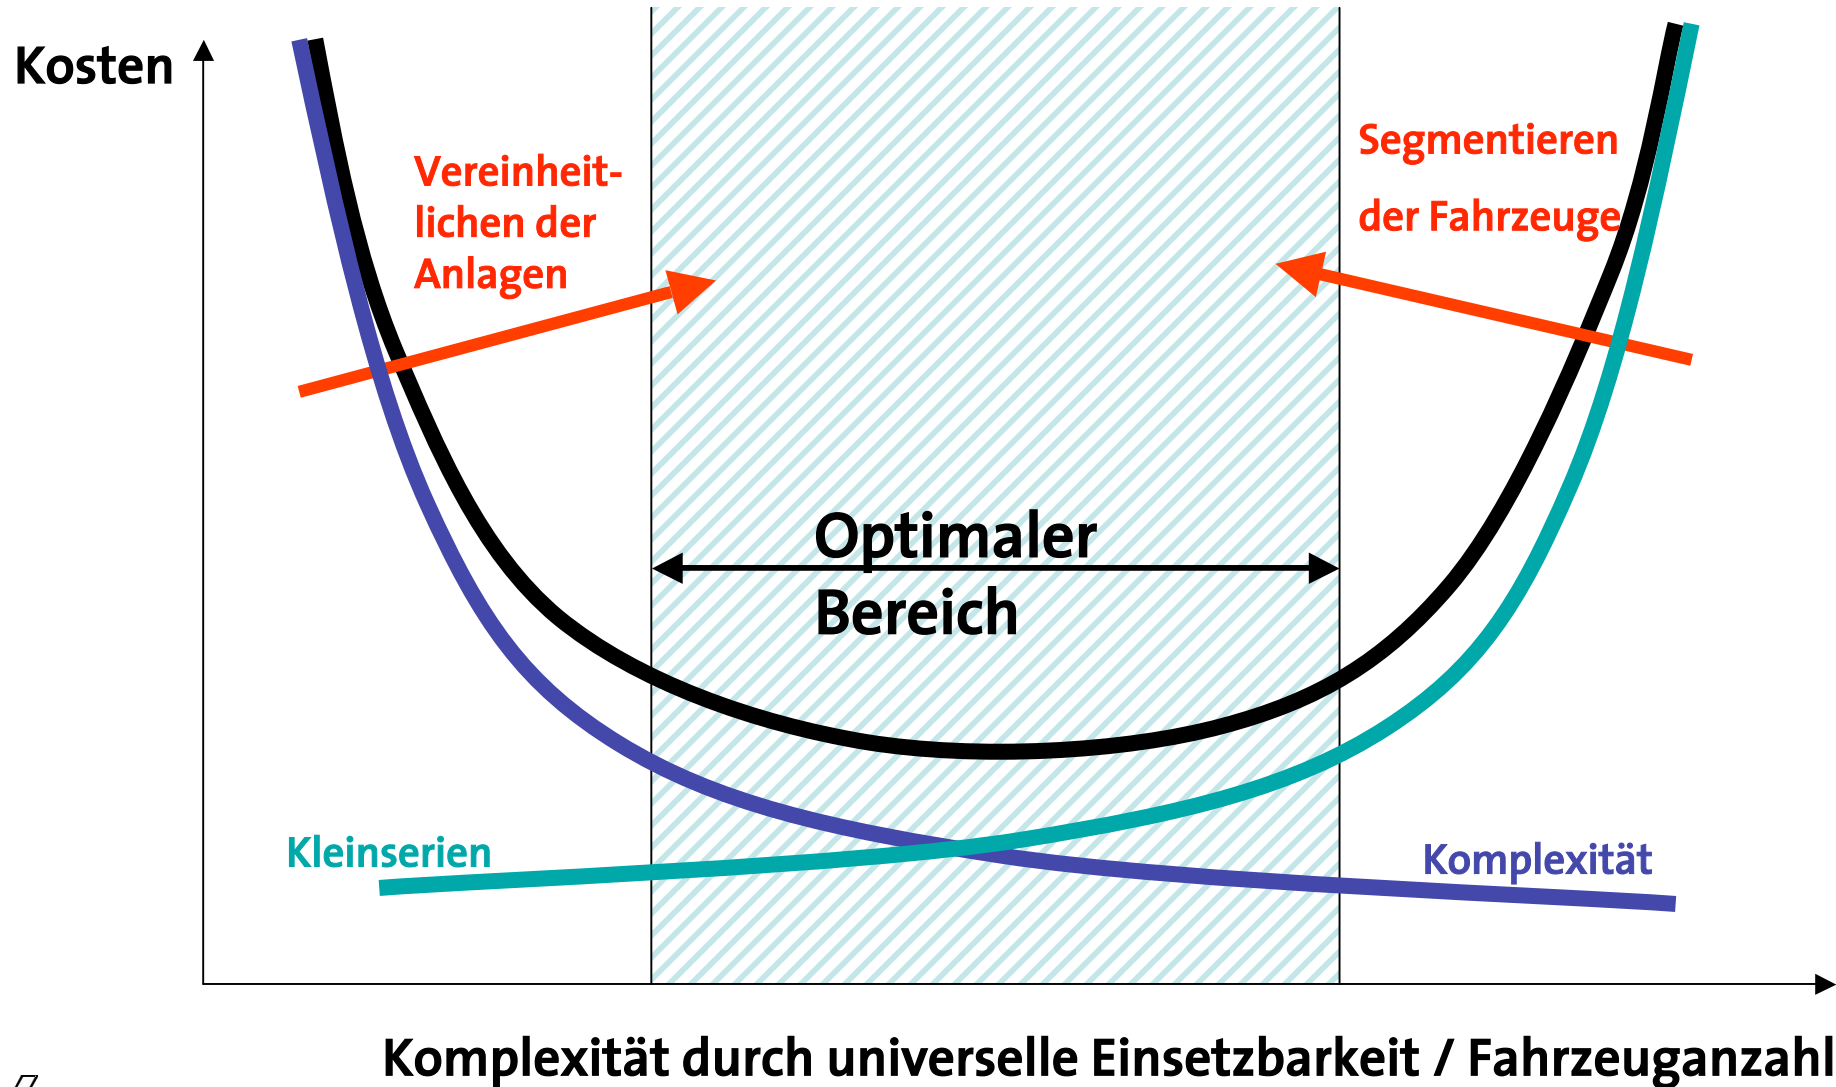 Kosten
Vereinheit-
lichen der
Anlagen
Segmentieren
der Fahrzeuge
Optimaler
Bereich
Kleinserien
Komplexität
Komplexität durch universelle Einsetzbarkeit / Fahrzeuganzahl